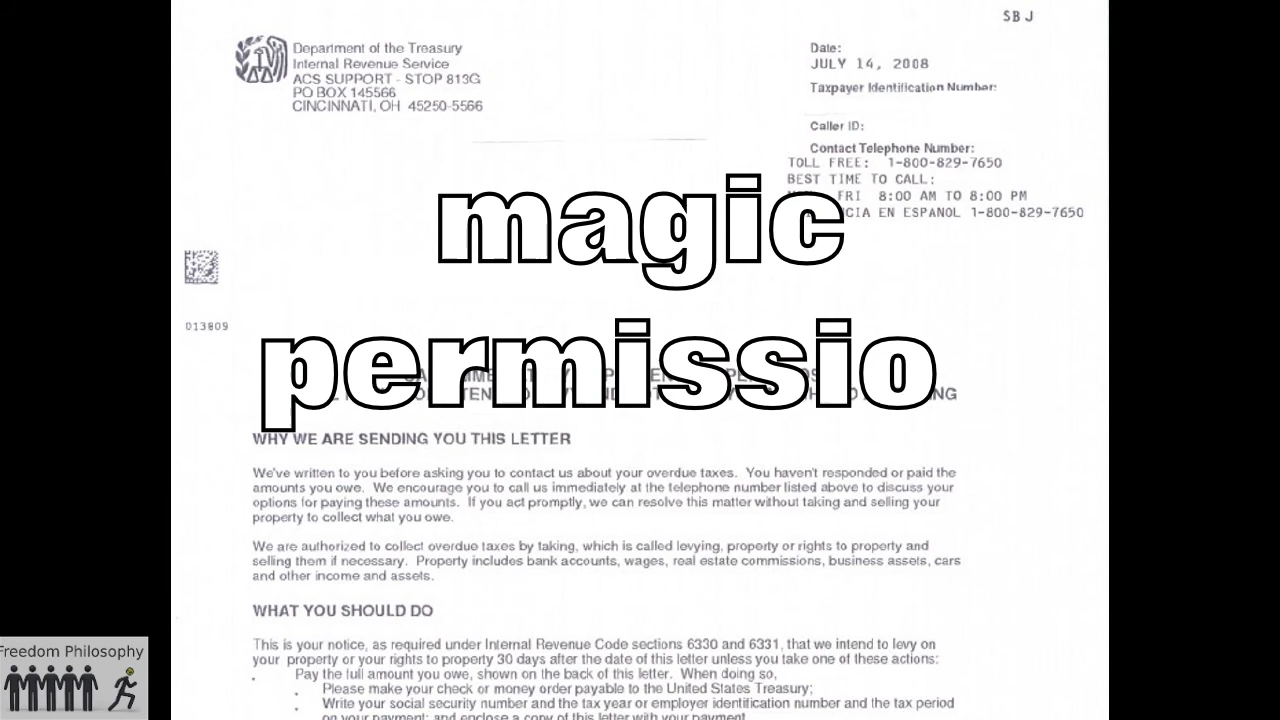 SB J
Department of the Treasury
Internal Revenue Service
ACS SUPPORT - STOP 813G
PO BOX 145566
CINCINNATI, OH 45250-5566
Date:
JULY 14, 2008
Taxpayer Identification Number:
Caller ID:
Contact Telephone Number:
TOLL FREE: 1-800-829-7650
BEST TIME TO CALL:
FRI 8:00 AM TO 8:00 PM
EN ESPANOL 1-800-829-7650
magic
permissio
013809
WHY WE ARE SENDING YOU THIS LETTER
We've written to you before asking you to contact us about your overdue taxes. You haven't responded or paid the
amounts you owe. We encourage you to call us immediately at the telephone number listed above to discuss your
options for paying these amounts. If you act promptly, we can resolve this matter without taking and selling your
property to collect what you owe.
We are authorized to collect overdue taxes by taking, which is called levying, property or rights to property and
selling them if necessary. Property includes bank accounts, wages, real estate commissions, business assets, cars
and other income and assets.
WHAT YOU SHOULD DO
This is your notice, as required under Internal Revenue Code sections 6330 and 6331, that we intend to levy on
your property or your rights to property 30 days after the date of this letter unless you take one of these actions:
. Pay the full amount you owe, shown on the back of this letter. When doing so,
. Please make your check or money order payable to the United States Treasury;
. Write your social security number and the tax year or employer identification number and the tax period
on your payment; and enclose a copy of this letter with your payment.
Freedom Philosophy